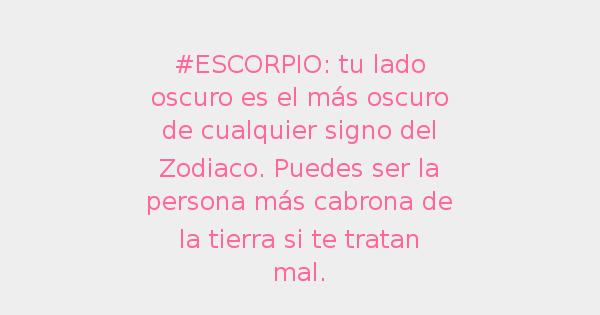 #ESCORPIO: tu lado
oscuro es el más oscuro
de cualquier signo del
Zodiaco. Puedes ser la
persona más cabrona de
la tierra si te tratan
mal.